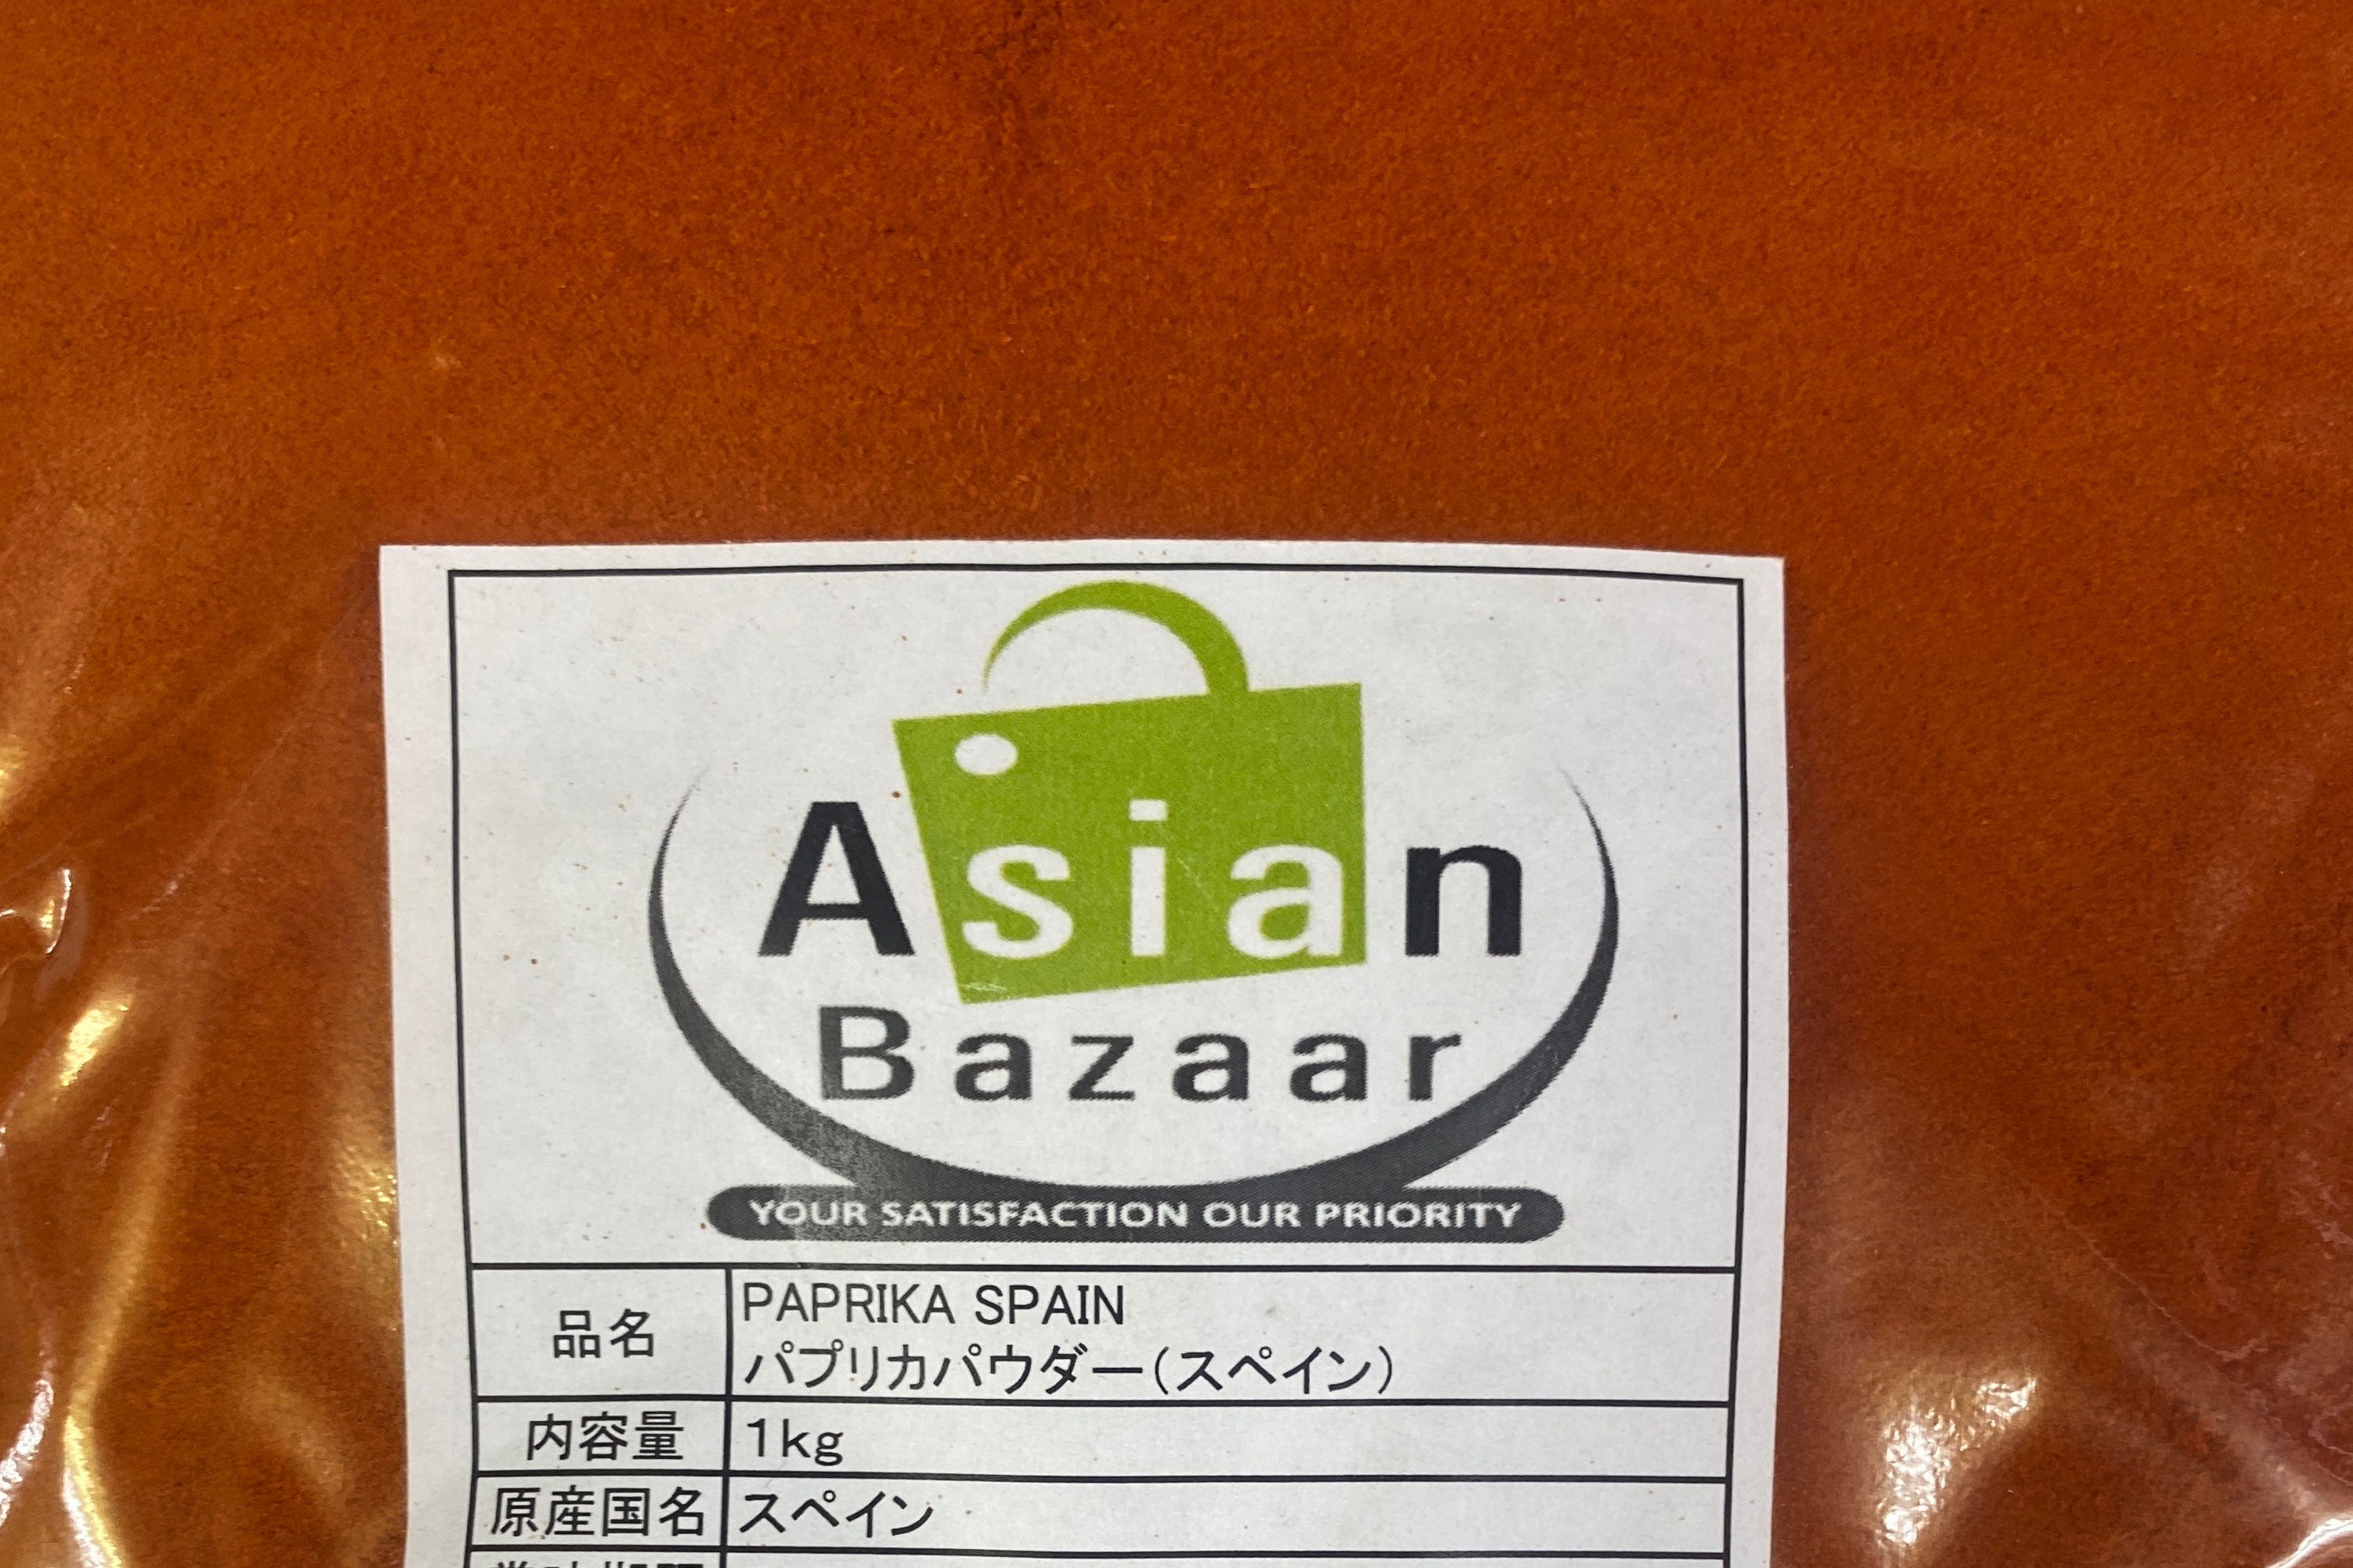 Asian
Bazaar
YOUR SATISFACTION OUR PRIORITY
品名
PAPRIKA SPAIN
パプリカパウダー(スペイン)
内容量 1kg
原産国名 スペイン